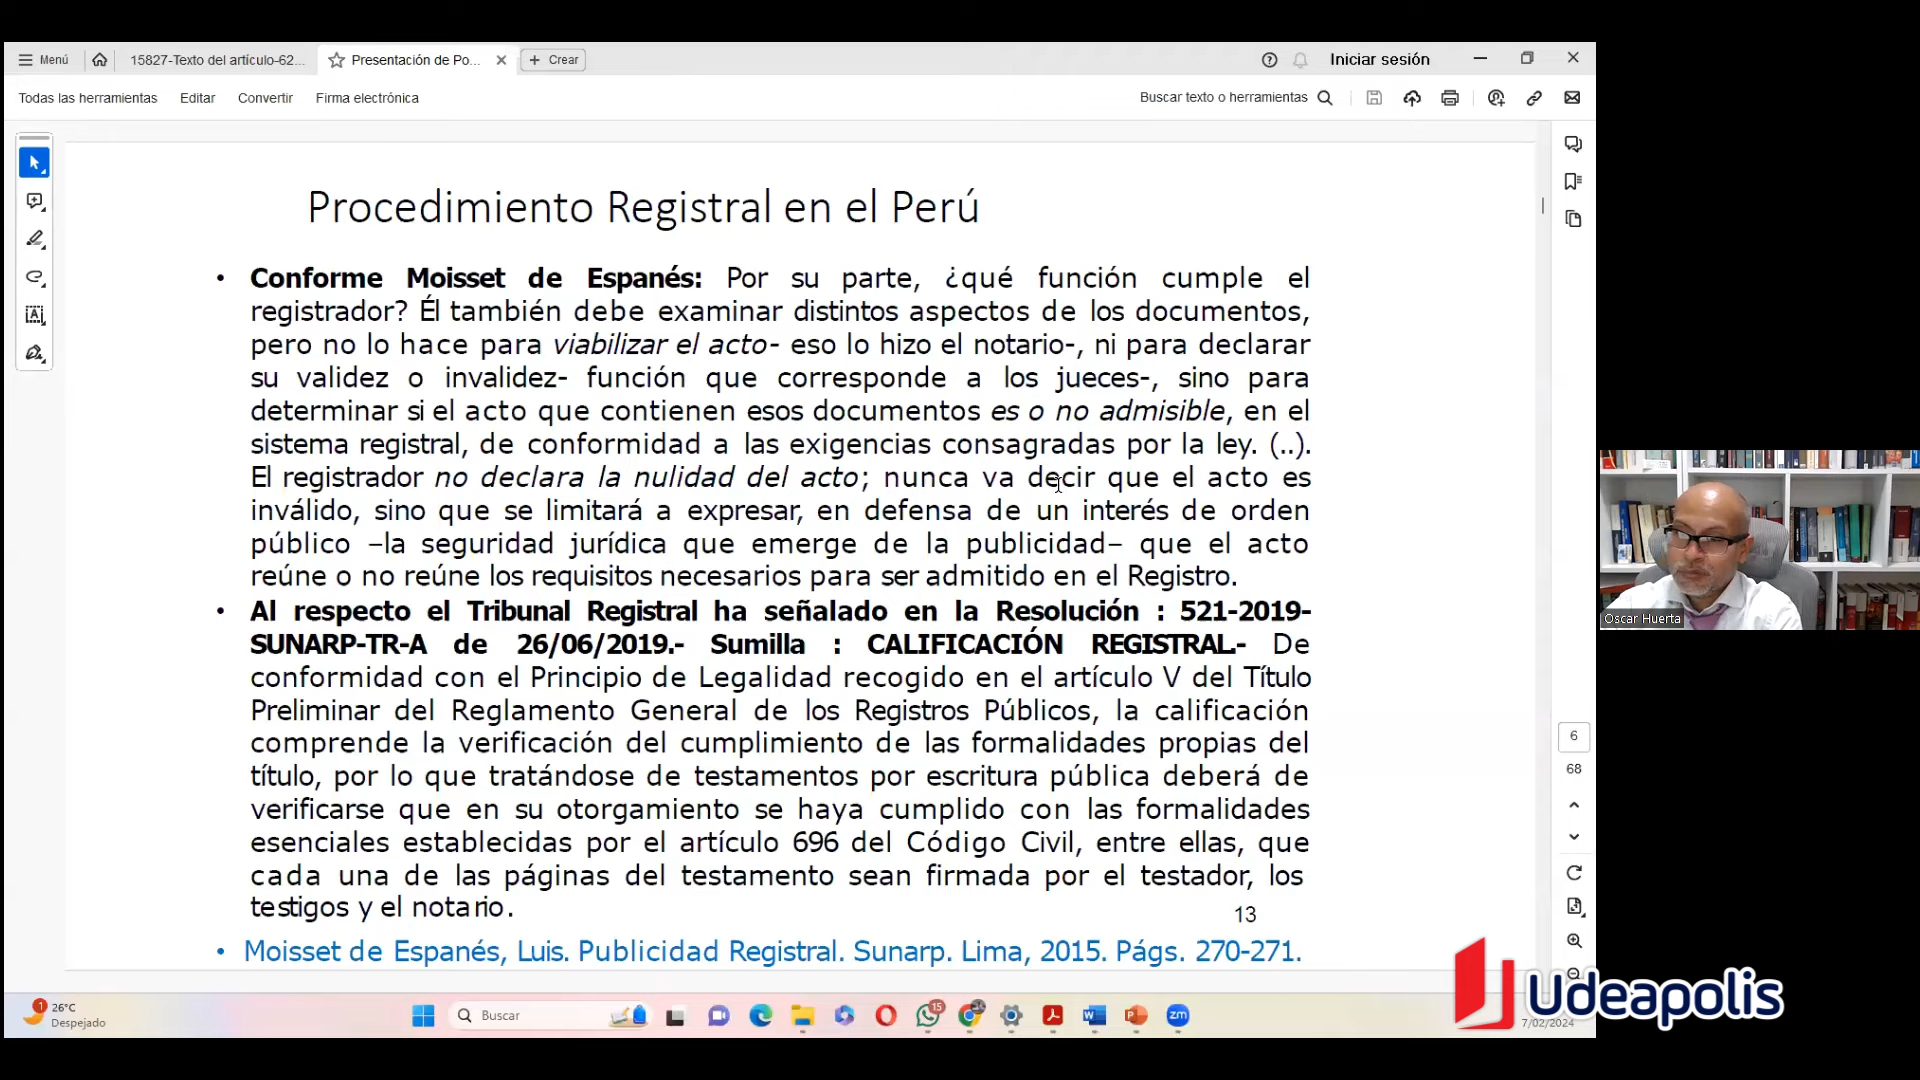 Menú
15827-Texto del artículo-62...
Presentación de Po...
Crear
Iniciar sesión
Todas las herramientas
Editar
Convertir
Firma electrónica
Buscar texto o herramientas
Procedimiento Registral en el Perú
• Conforme Moisset de Espanés: Por su parte, ¿qué función cumple el
registrador? Él también debe examinar distintos aspectos de los documentos,
pero no lo hace para viabilizar el acto- eso lo hizo el notario-, ni para declarar
su validez o invalidez- función que corresponde a los jueces-, sino para
determinar si el acto que contienen esos documentos es o no admisible, en el
sistema registral, de conformidad a las exigencias consagradas por la ley. (..).
El registrador no declara la nulidad del acto; nunca va decir que el acto es
inválido, sino que se limitará a expresar, en defensa de un interés de orden
público –la seguridad jurídica que emerge de la publicidad– que el acto
reúne o no reúne los requisitos necesarios para ser admitido en el Registro.
• Al respecto el Tribunal Registral ha señalado en la Resolución : 521-2019-
SUNARP-TR-A de 26/06/2019.- Sumilla : CALIFICACIÓN REGISTRAL.- De
conformidad con el Principio de Legalidad recogido en el artículo V del Título
Preliminar del Reglamento General de los Registros Públicos, la calificación
comprende la verificación del cumplimiento de las formalidades propias del
título, por lo que tratándose de testamentos por escritura pública deberá de
verificarse que en su otorgamiento se haya cumplido con las formalidades
esenciales establecidas por el artículo 696 del Código Civil, entre ellas, que
cada una de las páginas del testamento sean firmada por el testador, los
testigos y el notario.
13
• Moisset de Espanés, Luis. Publicidad Registral. Sunarp. Lima, 2015. Págs. 270-271.
6
68
Oscar Huerta
Udeapolis
1
26°C
Despejado
Buscar
15
zm
7/02/2024